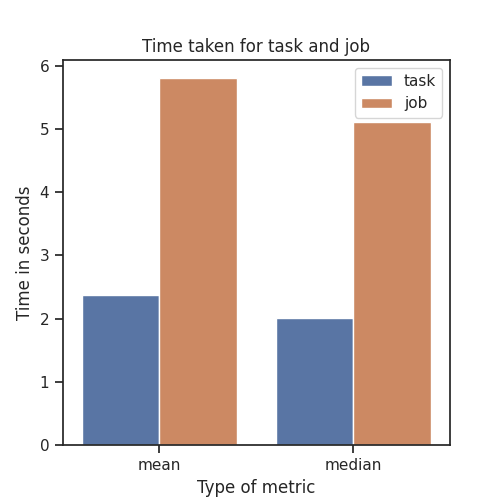 Time taken for task and job
task
job
6
5
4
3
2
1
0
Time in seconds
mean
median
Type of metric